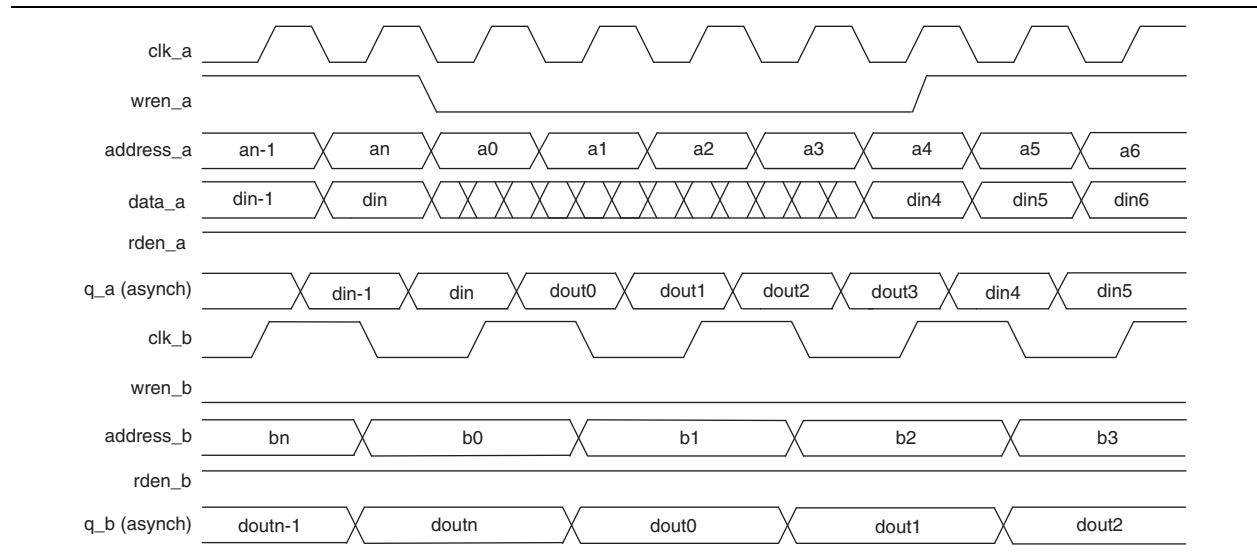 clk_a
wren_a
address_a an-1 an a0 a1 a2 a3 a4 a5 a6
data_a din-1 din din4 din5 din6
rden_a
q_a (asynch) din-1 din dout0 dout1 dout2 dout3 din4 din5
clk_b
wren_b
address_b bn b0 b1 b2 b3
rden_b
q_b (asynch) doutn-1 doutn dout0 dout1 dout2